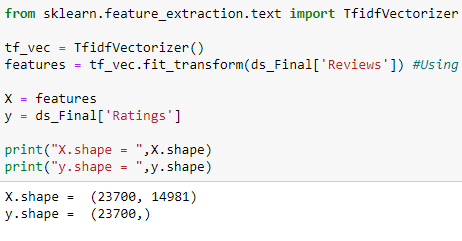 from sklearn.feature_extraction.text import TfidfVectorizer
tf_vec = TfidfVectorizer()
features = tf_vec.fit_transform(ds_Final['Reviews']) #Using
X = features
y = ds_Final['Ratings']
print("X.shape = ",X.shape)
print("y.shape = ",y.shape)
X.shape =  (23700, 14981)
y.shape =  (23700,)